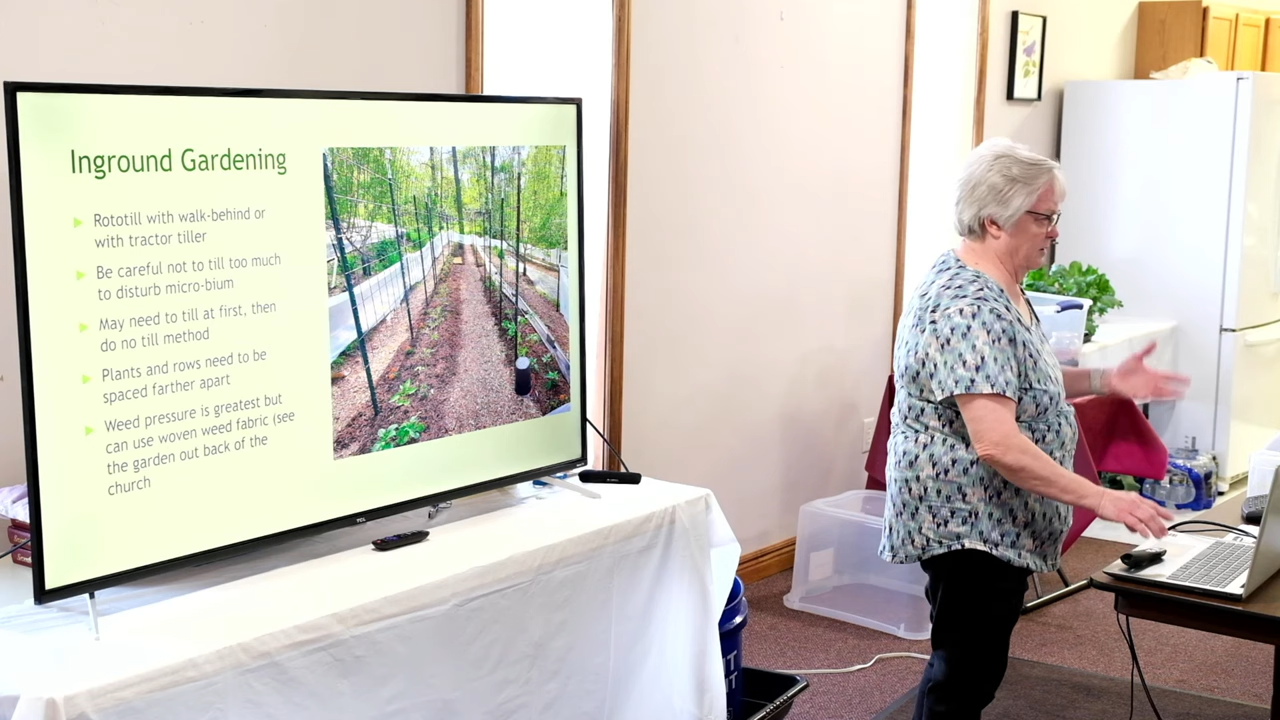 Inground Gardening
Rototill with walk-behind or
with tractor tiller
Be careful not to till too much
to disturb micro-bium
May need to till at first, then
do no till method
Plants and rows need to be
spaced farther apart
Weed pressure is greatest but
can use woven weed fabric (see
the garden out back of the
church
TCL